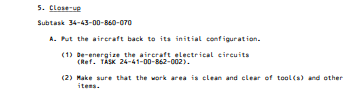 5. Close-up
Subtask 34-43-00-860-070
A. Put the aircraft back to its initial configuration.
(1) De-energize the aircraft electrical circuits
(Ref. TASK 24-41-00-862-002).
(2) Make sure that the work area is clean and clear of tool(s) and other
items.